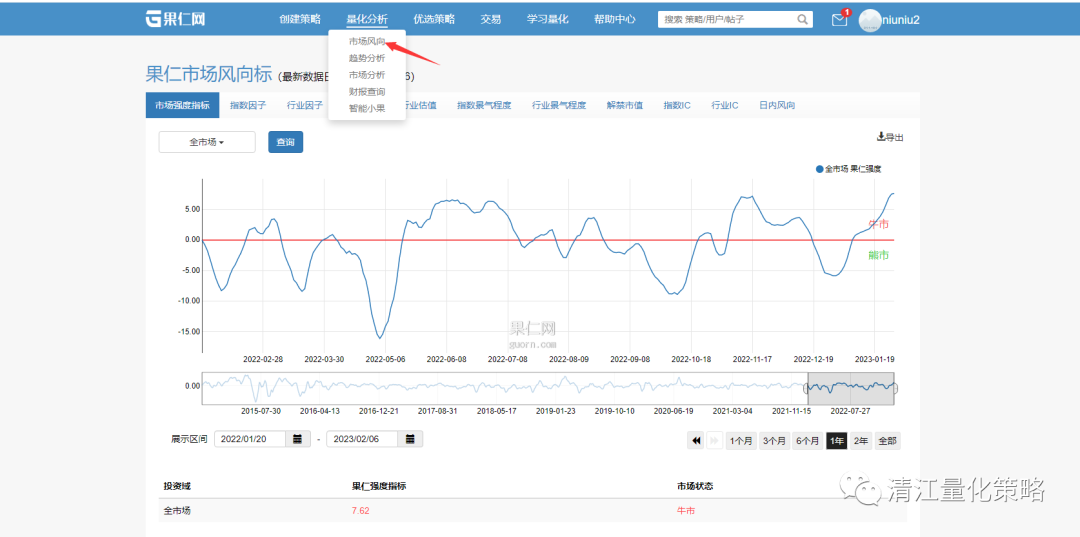 果仁网 创建策略 量化分析 优选策略 交易 学习量化 帮助中心 搜索 策略/用户/帖子 1 niuniu2
市场风向
趋势分析
市场分析
财报查询
智能小果
果仁市场风向标 (最新数据日 6)
市场强度指标 指数因子 行业因子 行业估值 指数景气程度 行业景气程度 解禁市值 指数IC 行业IC 日内风向
全市场 查询 导出
全市场 果仁强度
5.00
0.00
-5.00
-10.00
-15.00
牛市
熊市
果仁网
guorn.com
2022-02-28 2022-03-30 2022-05-06 2022-06-08 2022-07-08 2022-08-09 2022-09-08 2022-10-18 2022-11-17 2022-12-19 2023-01-19
0.00
2015-07-30 2016-04-13 2016-12-21 2017-08-31 2018-05-17 2019-01-23 2019-10-10 2020-06-19 2021-03-04 2021-11-15 2022-07-27
展示区间 2022/01/20 - 2023/02/06 1个月 3个月 6个月 1年 2年 全部
投资域 果仁强度指标 市场状态
全市场 7.62 牛市
清江量化策略